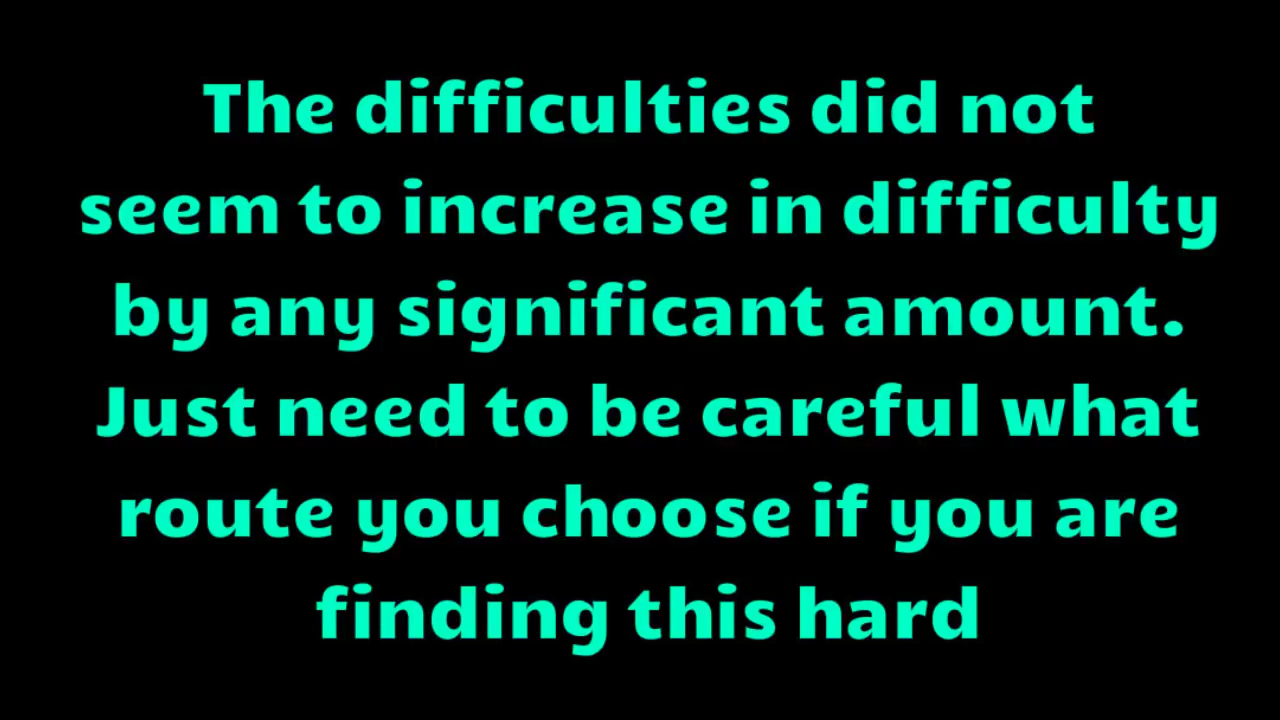 The difficulties did not
seem to increase in difficulty
by any significant amount.
Just need to be careful what
route you choose if you are
finding this hard